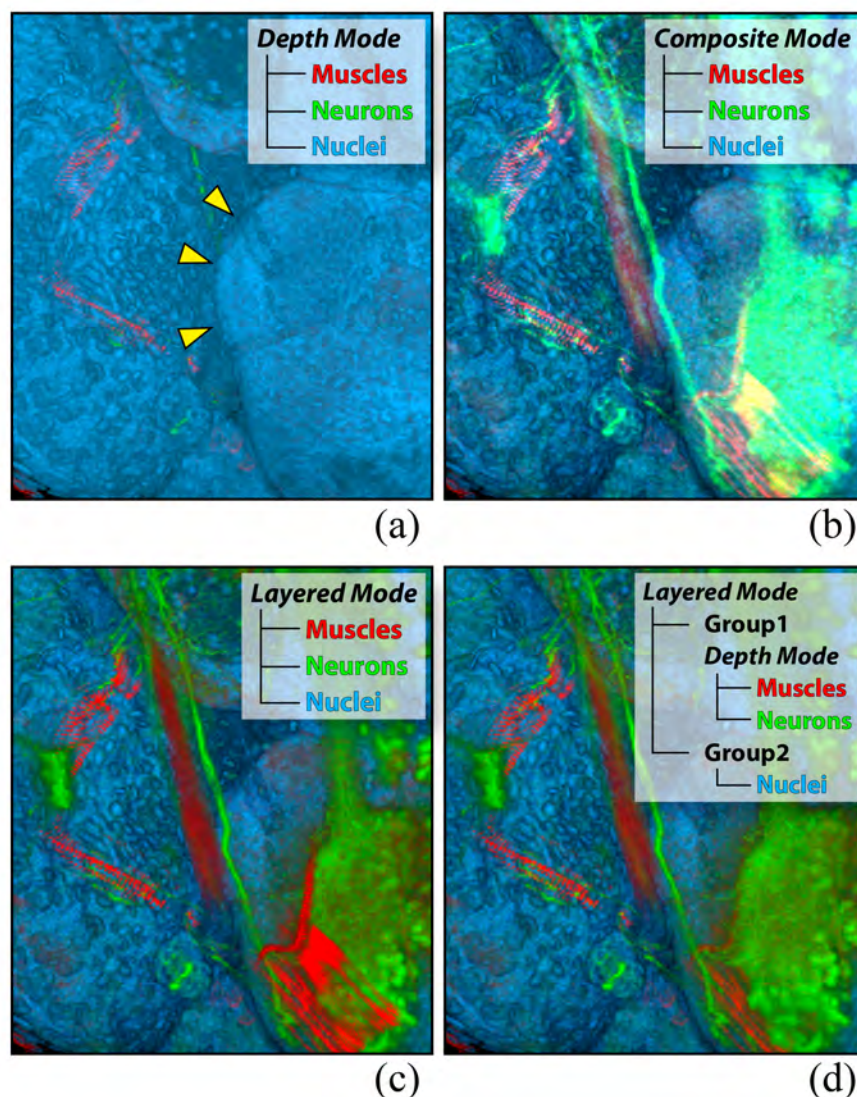 Depth Mode
Muscles
Neurons
Nuclei
(a)
Composite Mode
Muscles
Neurons
Nuclei
(b)
Layered Mode
Muscles
Neurons
Nuclei
(c)
Layered Mode
Group1
Depth Mode
Muscles
Neurons
Group2
Nuclei
(d)